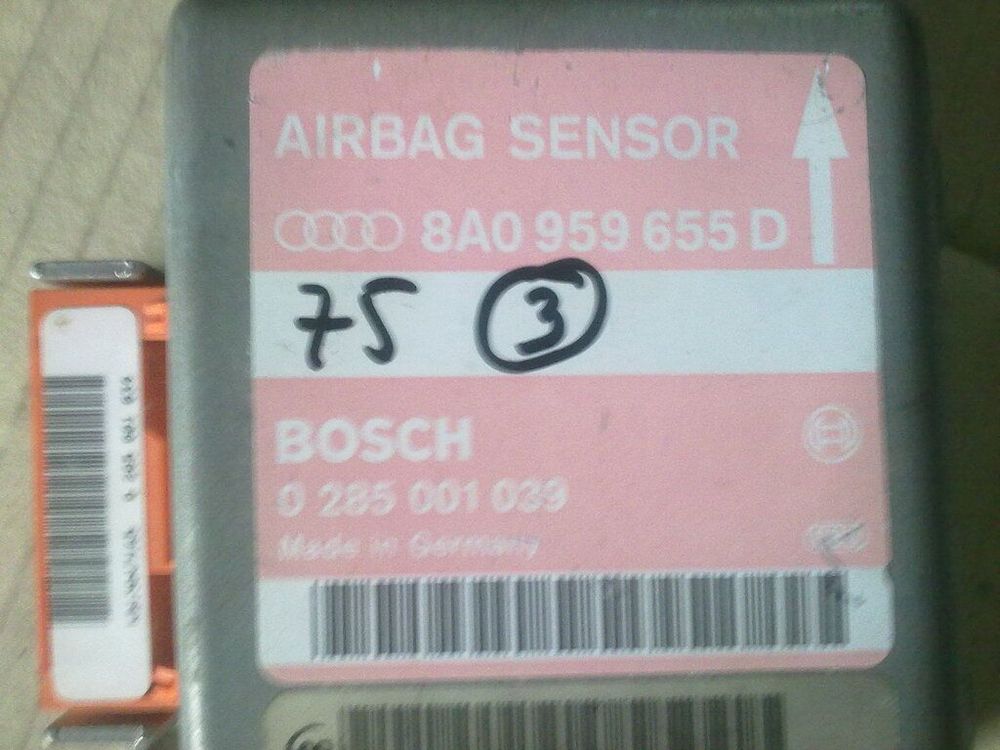 AIRBAG SENSOR
8A0 959 655 D
75 3
BOSCH
0 285 001 039
Made in Germany